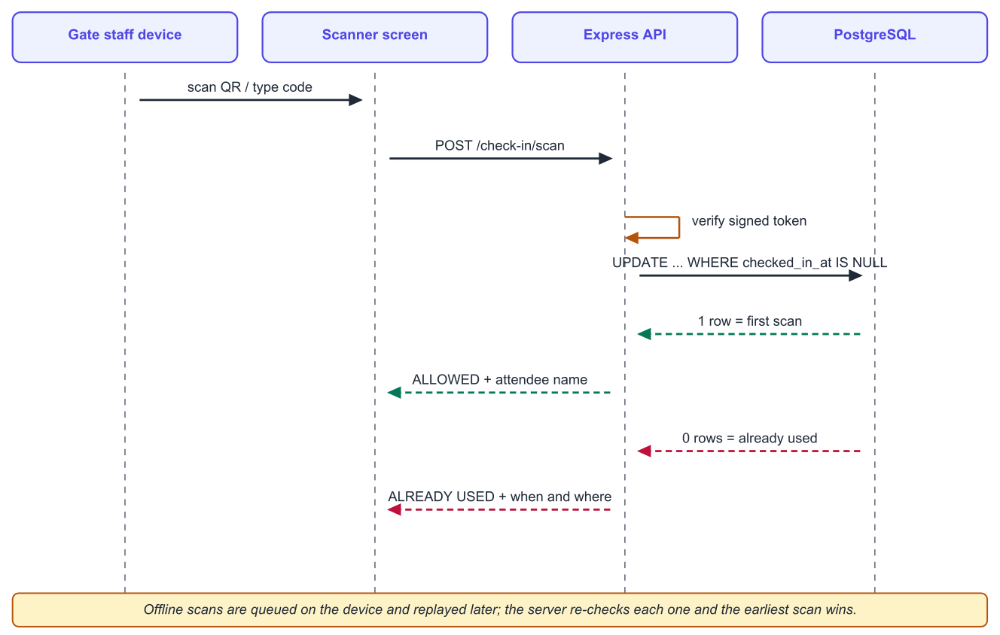 Gate staff device
Scanner screen
Express API
PostgreSQL
scan QR / type code
POST /check-in/scan
verify signed token
UPDATE ... WHERE checked_in_at IS NULL
1 row = first scan
ALLOWED + attendee name
0 rows = already used
ALREADY USED + when and where
Offline scans are queued on the device and replayed later; the server re-checks each one and the earliest scan wins.